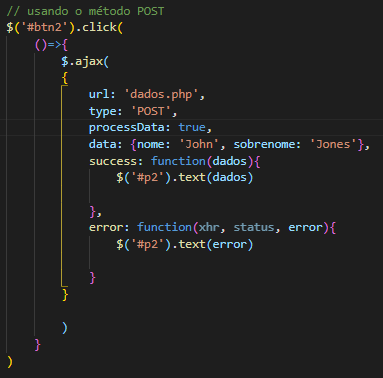 // usando o método POST
$('#btn2').click(
()=>{
$.ajax(
{
url: 'dados.php',
type: 'POST',
processData: true,
data: {nome: 'John', sobrenome: 'Jones'},
success: function(dados){
$('#p2').text(dados)
},
error: function(xhr, status, error){
$('#p2').text(error)
}
}
)
}
)